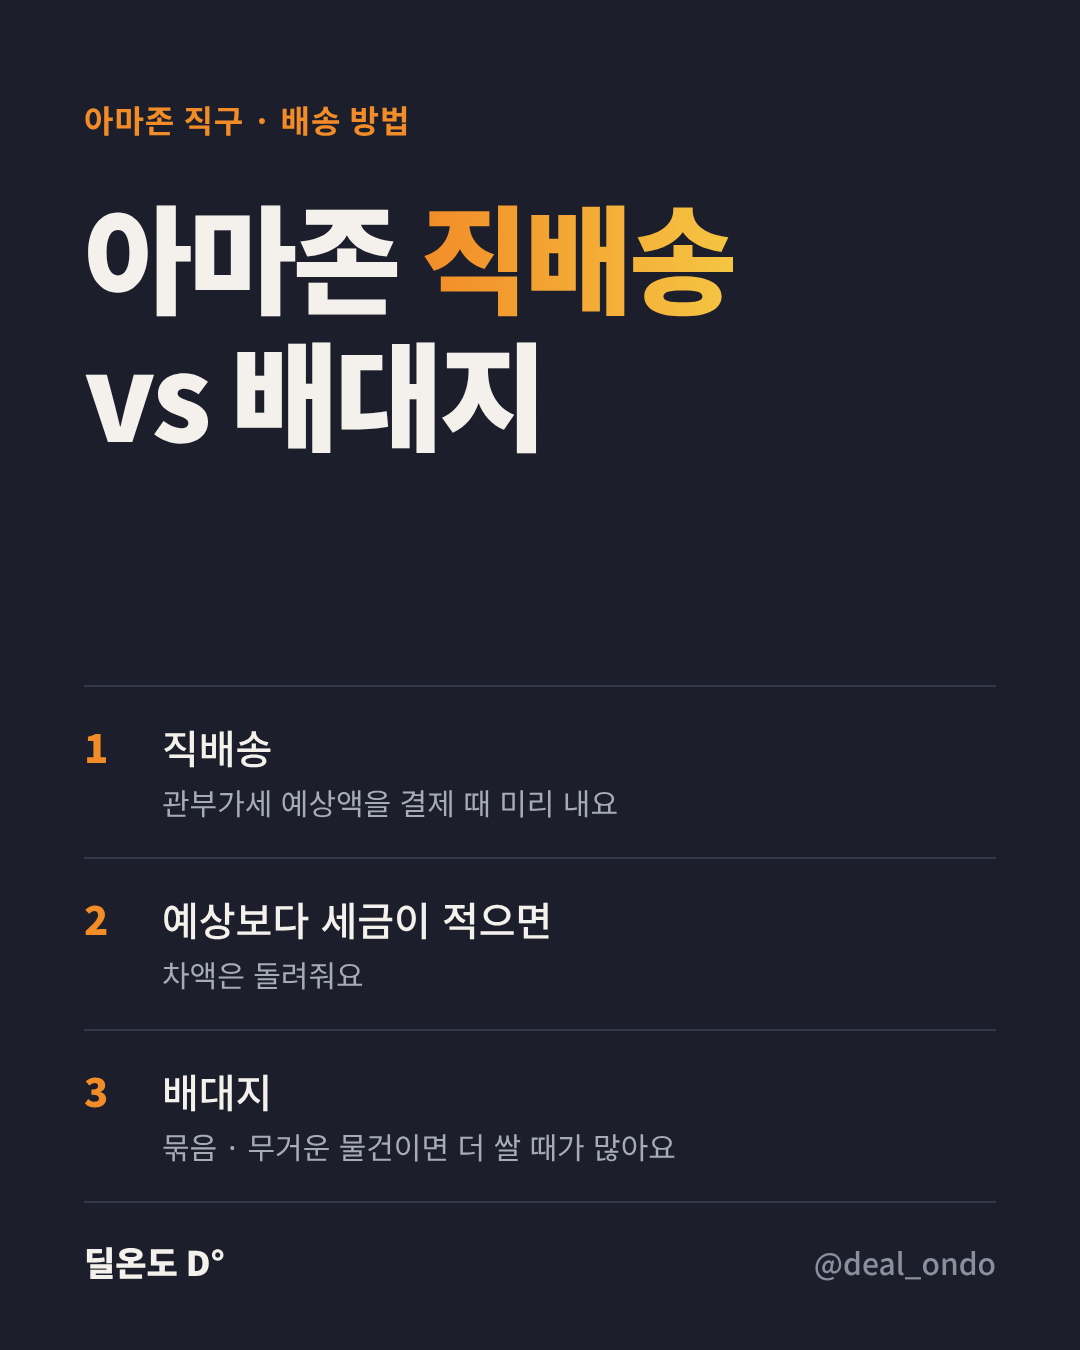 아마존 직구 · 배송 방법
아마존 직배송
vs 배대지
1 직배송
관부가세 예상액을 결제 때 미리 내요
2 예상보다 세금이 적으면
차액은 돌려줘요
3 배대지
묶음 · 무거운 물건이면 더 쌀 때가 많아요
딜온도 D°
@deal_ondo